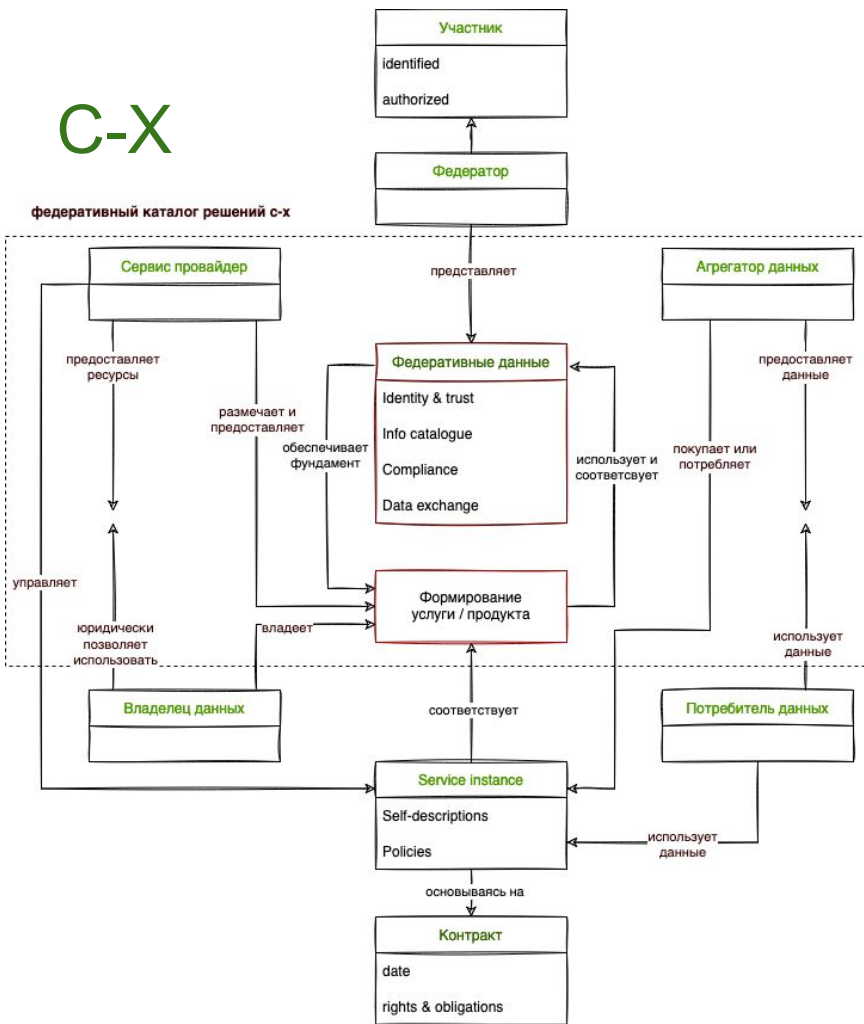 Участник
identified
authorized
C-X
Федератор
федеративный каталог решений с-х
Сервис провайдер
представляет
Агрегатор данных
предоставляет
ресурсы
Федеративные данные
предоставляет
данные
Identity & trust
размечает и
предоставляет
Info catalogue
обеспечивает
фундамент
покупает или
потребляет
использует и
соответсвует
Compliance
Data exchange
управляет
Формирование
услуги / продукта
юридически
позволяет
использовать
владеет
использует
данные
Владелец данных
соответствует
Потребитель данных
Service instance
Self-descriptions
Policies
использует
данные
основываясь на
Контракт
date
rights & obligations